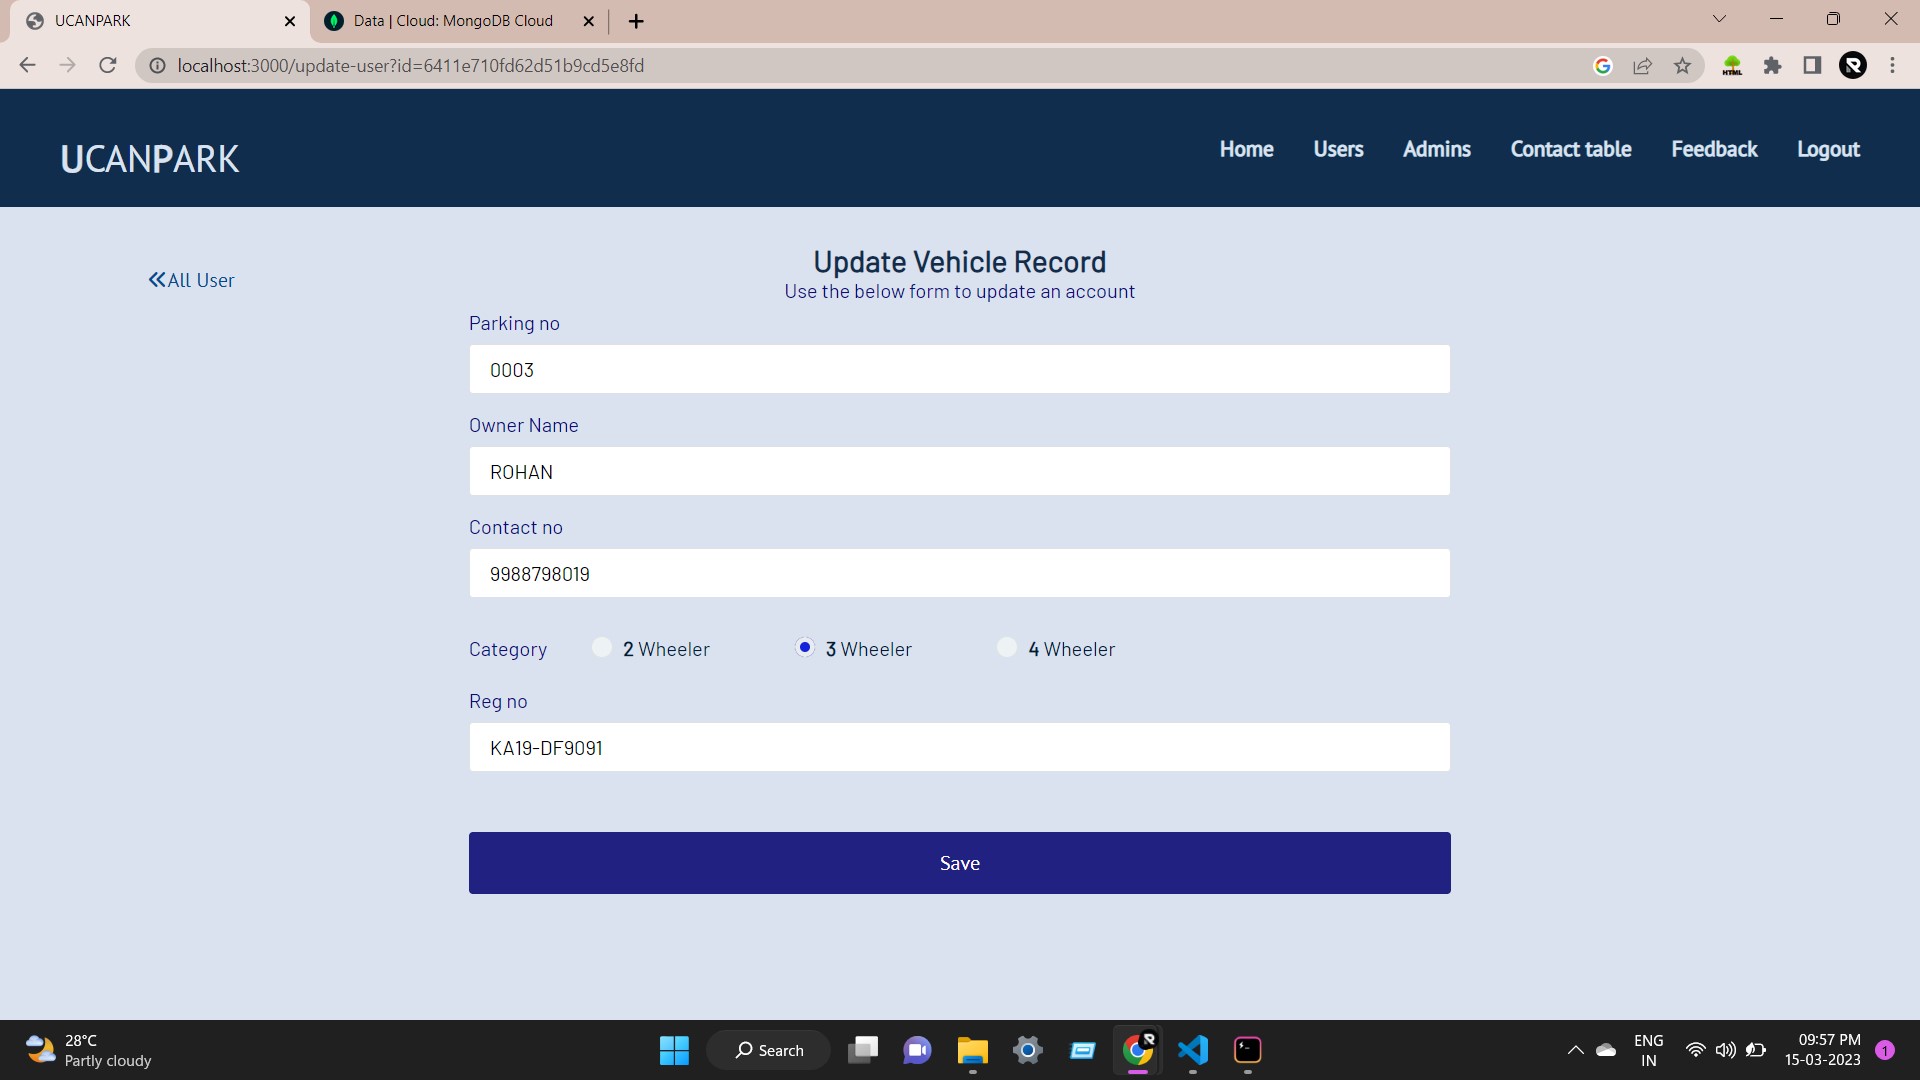 UCANPARK
Data | Cloud: MongoDB Cloud
localhost:3000/update-user?id=6411e710fd62d51b9cd5e8fd
HTML
R
UCANPARK
Home Users Admins Contact table Feedback Logout
All User
Update Vehicle Record
Use the below form to update an account
Parking no
0003
Owner Name
ROHAN
Contact no
9988798019
Category 2 Wheeler 3 Wheeler 4 Wheeler
Reg no
KA19-DF9091
Save
28°C
Partly cloudy
Search
R
ENG
IN
09:57 PM
15-03-2023
1